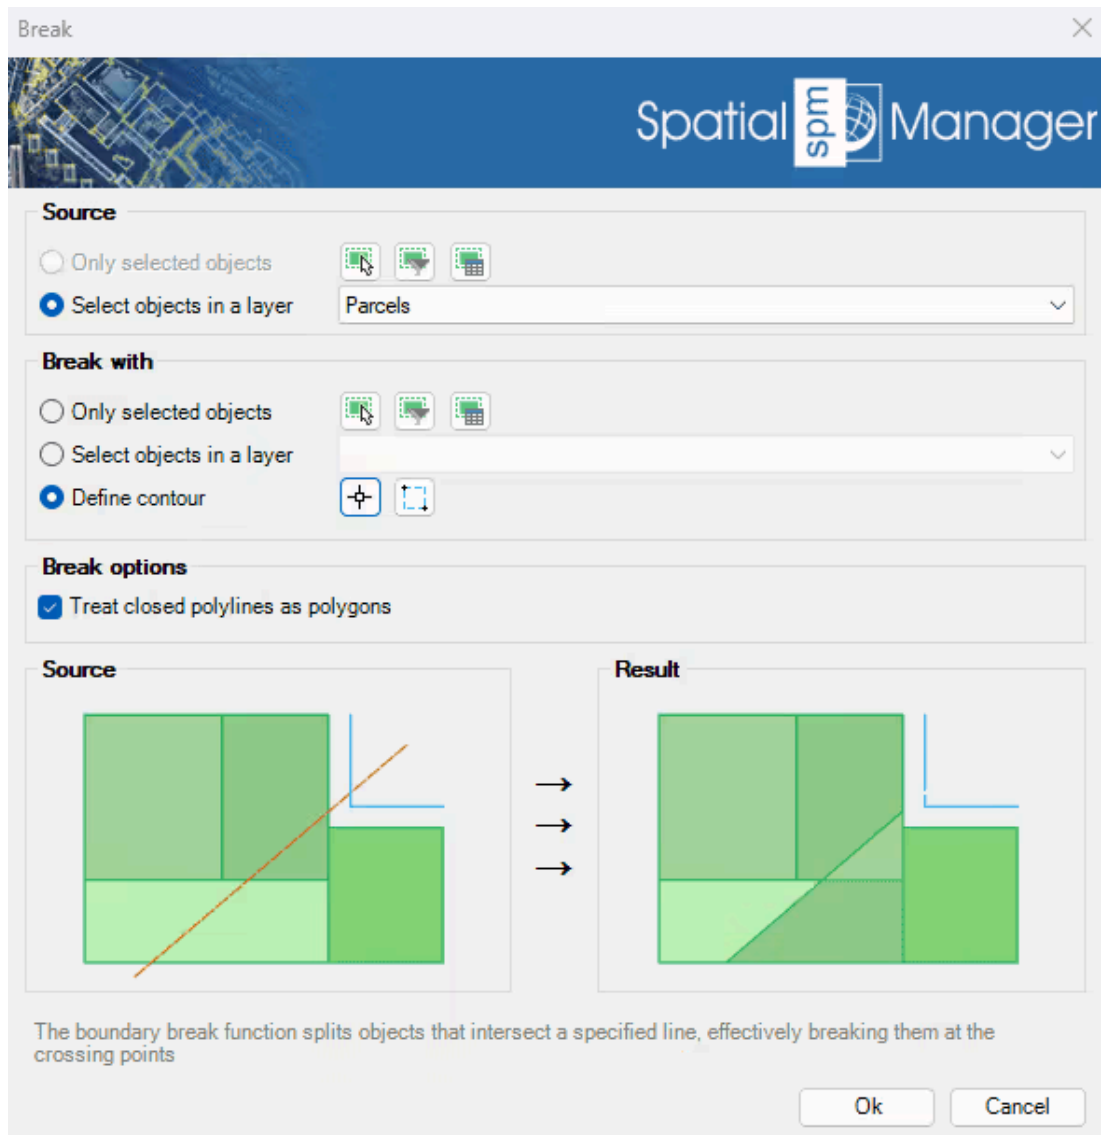 Break
Spatial spm Manager
Source
Only selected objects
Select objects in a layer Parcels
Break with
Only selected objects
Select objects in a layer
Define contour
Break options
Treat closed polylines as polygons
Source Result
The boundary break function splits objects that intersect a specified line, effectively breaking them at the
crossing points
Ok Cancel